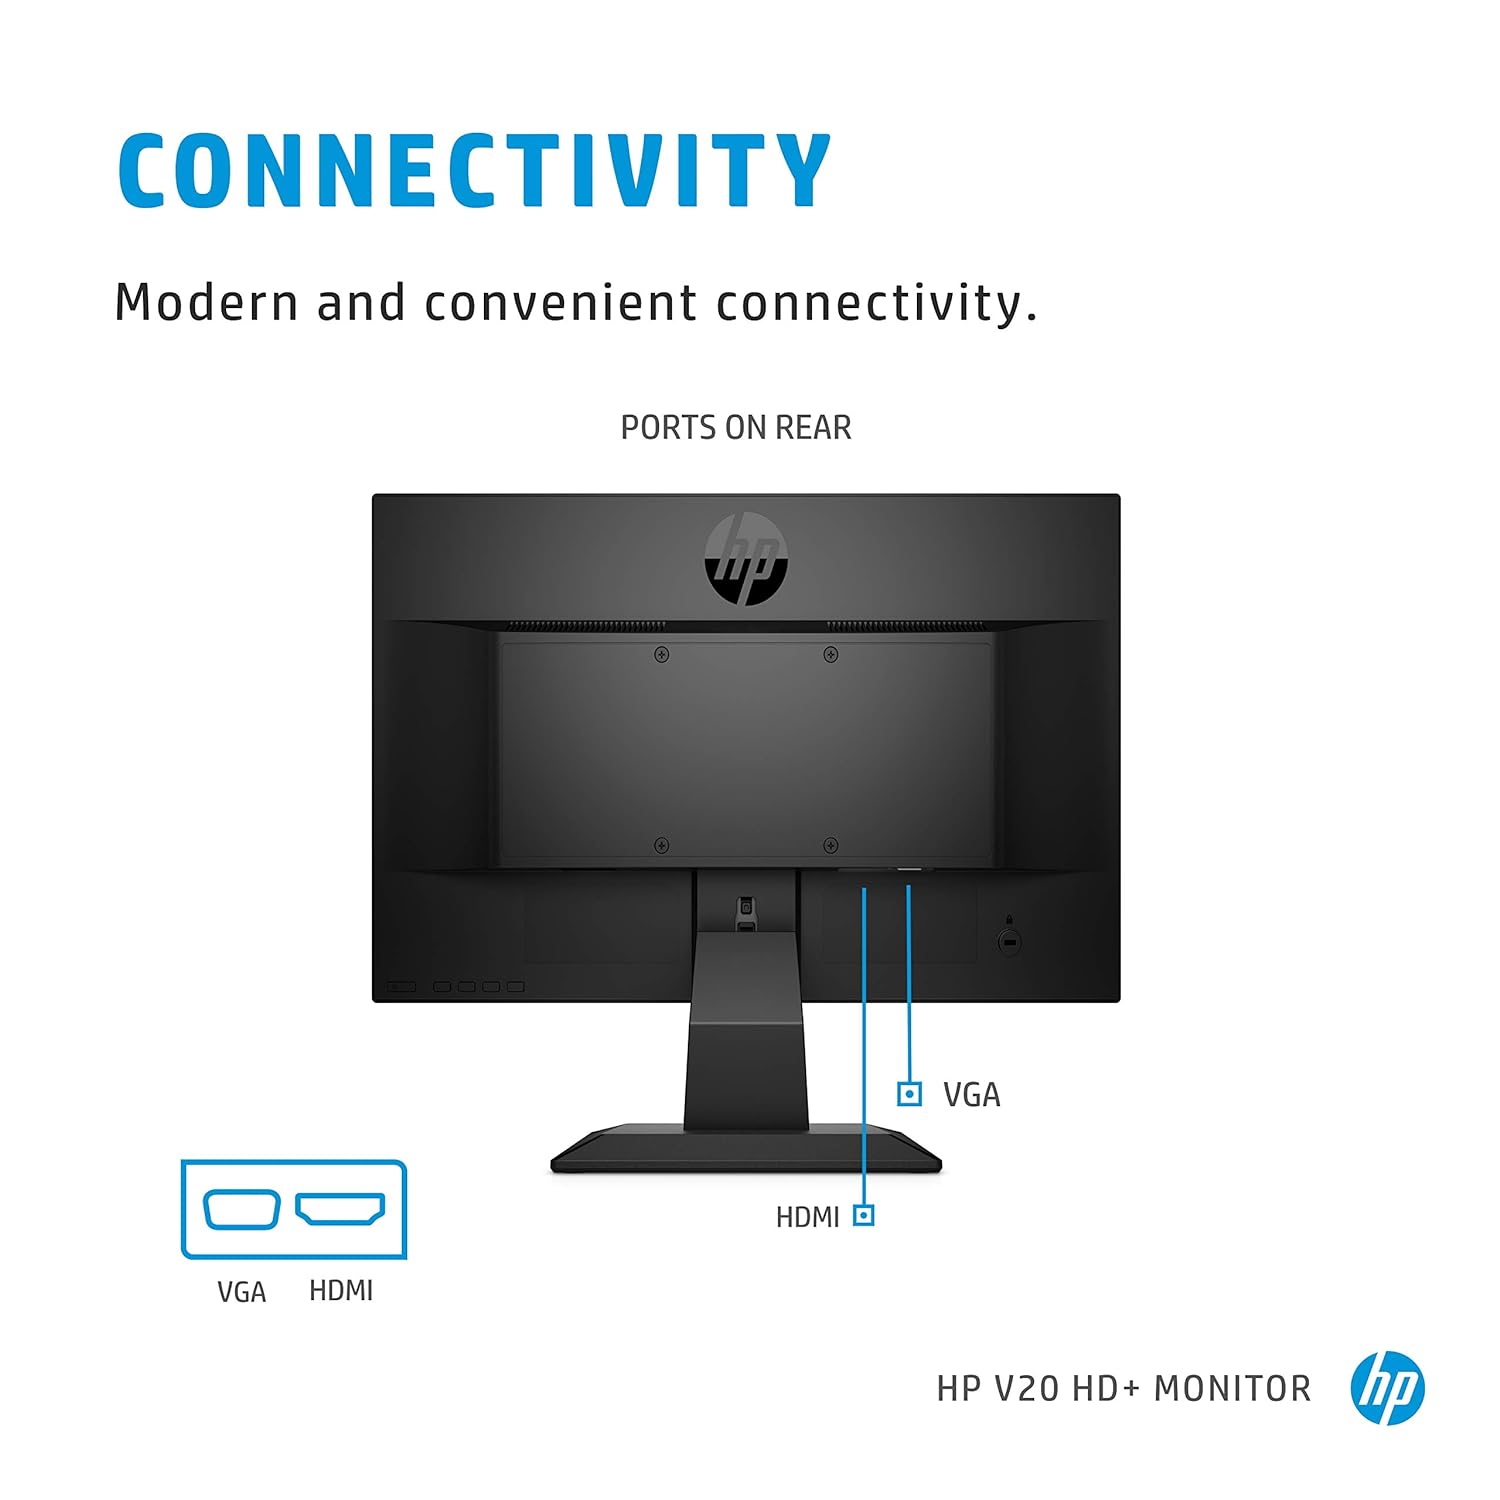 CONNECTIVITY
Modern and convenient connectivity.
PORTS ON REAR
hp
VGA
HDMI
VGA HDMI
HP V20 HD+ MONITOR hp